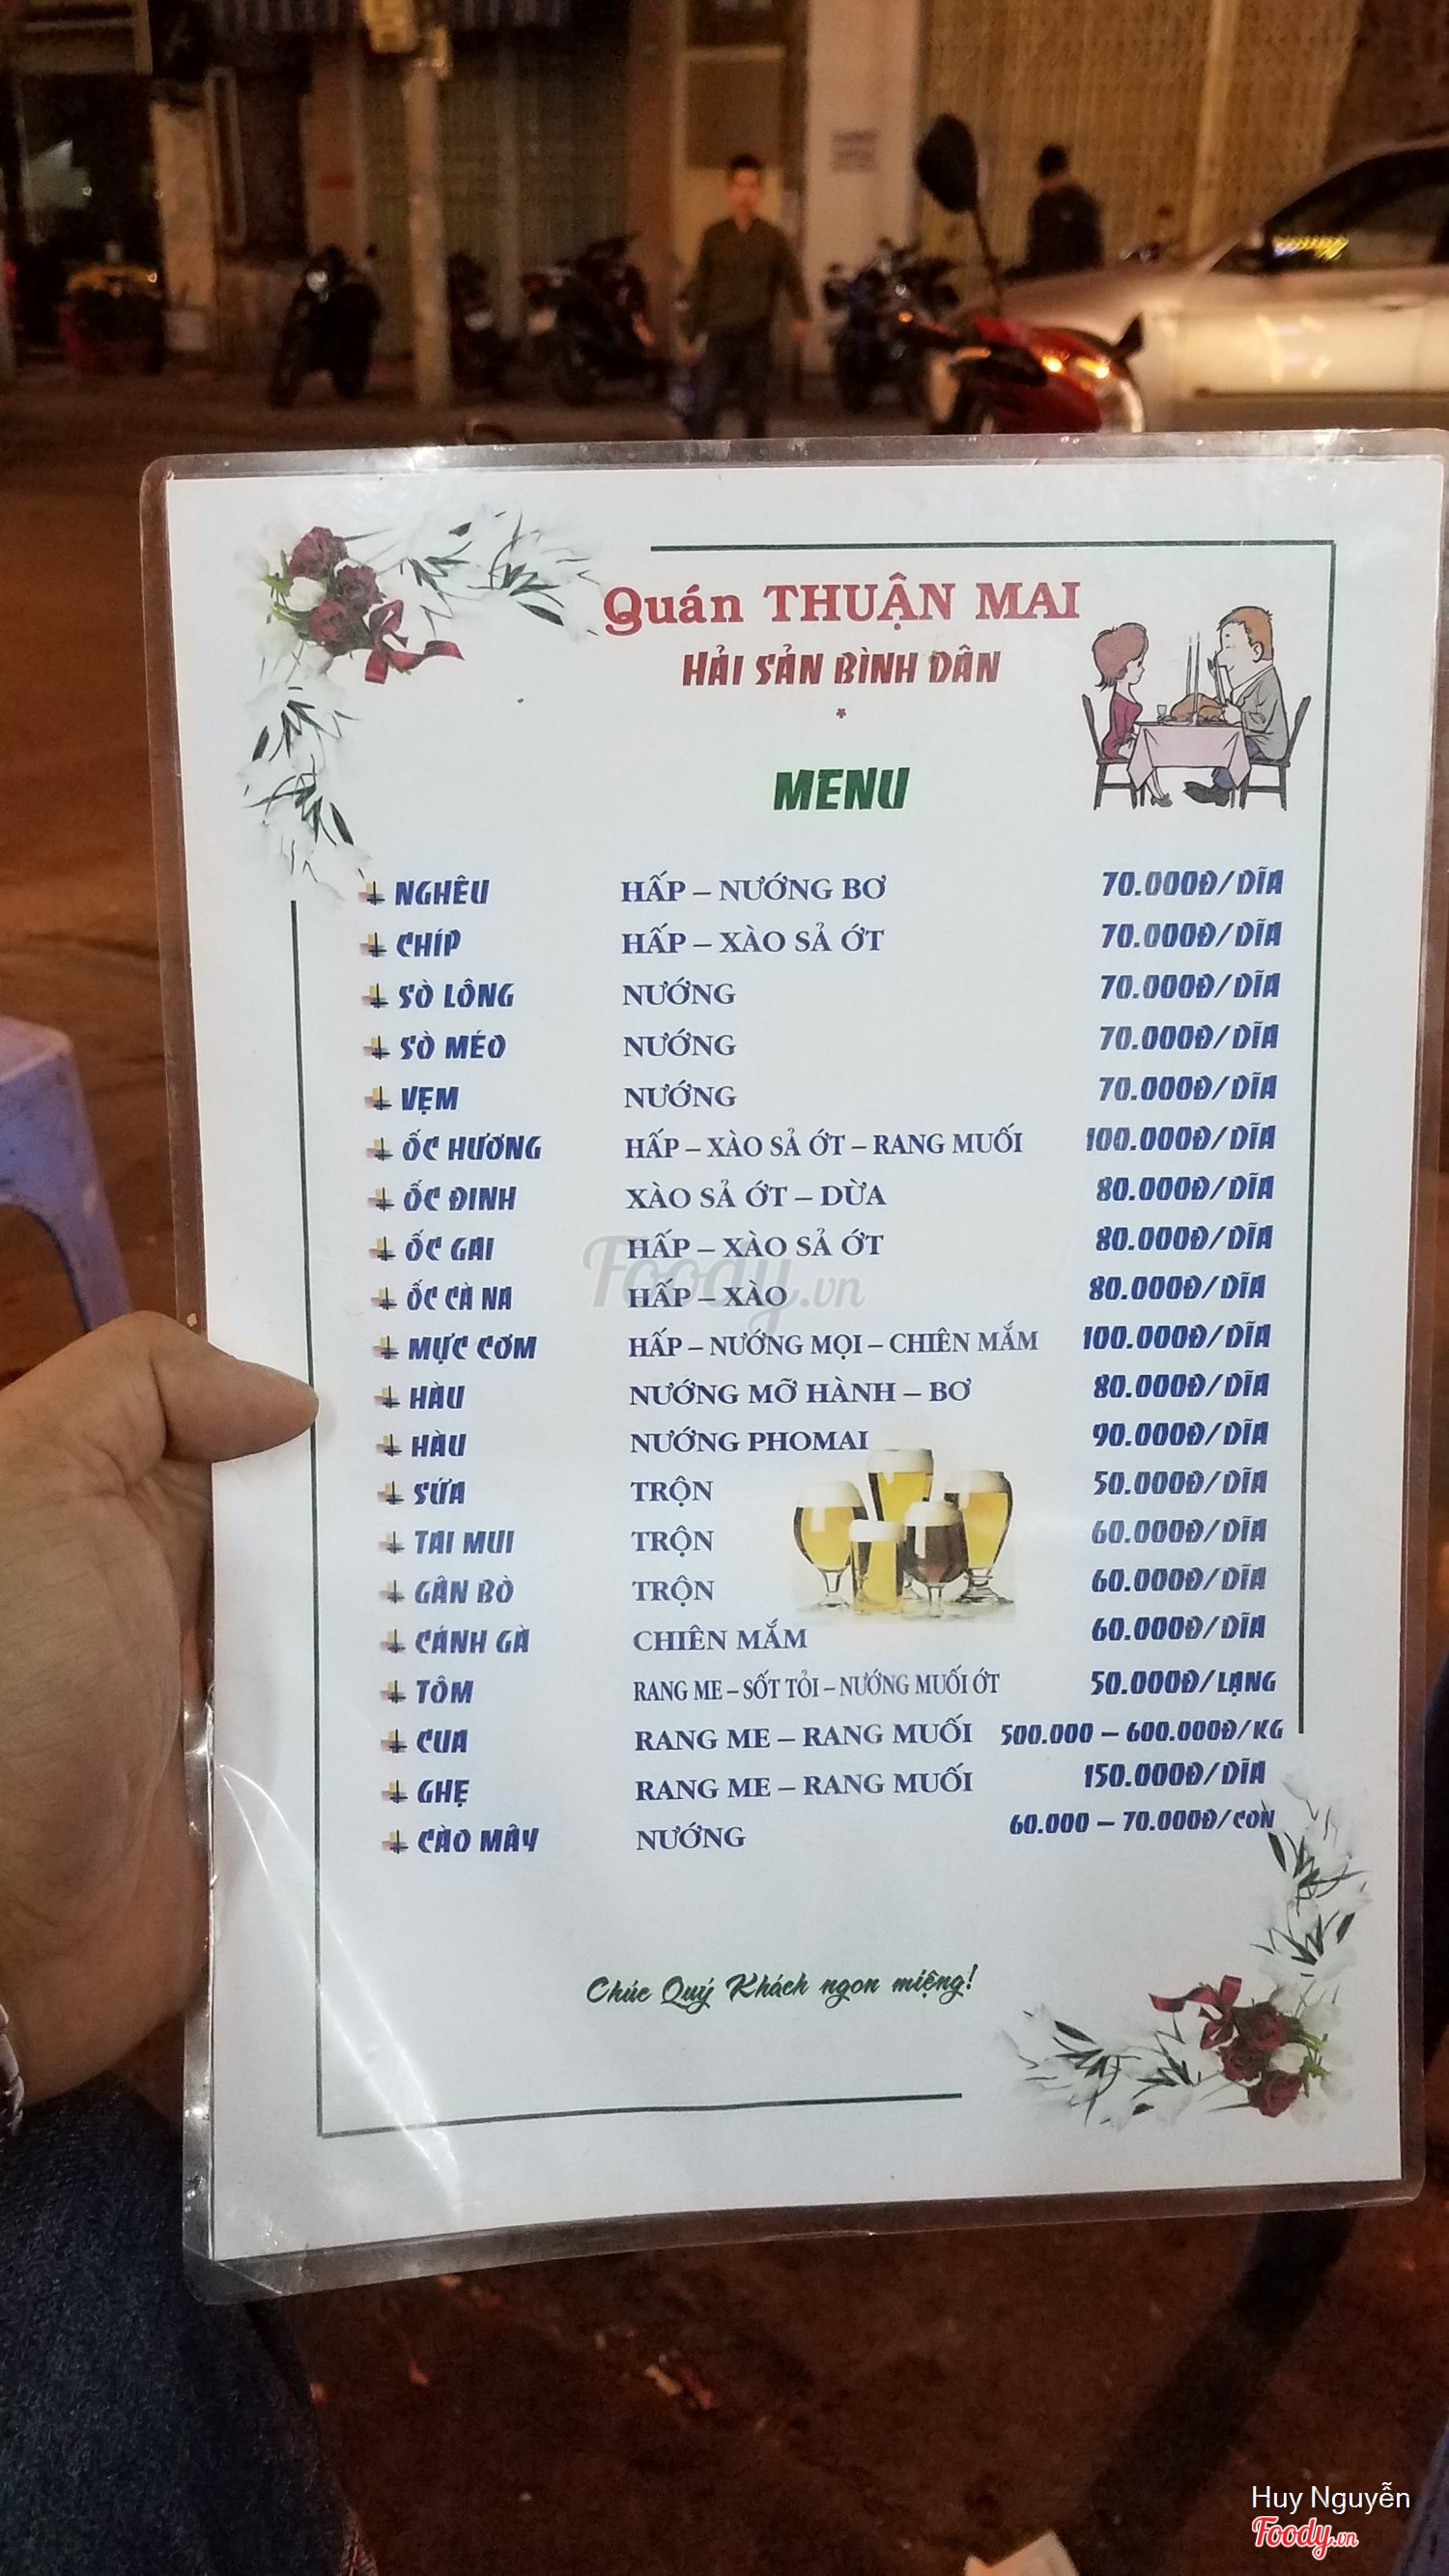 Quán THUẬN MAI
HẢI SẢN BÌNH DÂN
*
MENU
NGHÊU HẤP – NƯỚNG BƠ 70.000Đ/DĨA
CHÍP HẤP – XÀO SẢ ỚT 70.000Đ/DĨA
SÒ LÔNG NƯỚNG 70.000Đ/DĨA
SÒ MÉO NƯỚNG 70.000Đ/DĨA
VẸM NƯỚNG 70.000Đ/DĨA
ỐC HƯƠNG HẤP – XÀO SẢ ỚT – RANG MUỐI 100.000Đ/DĨA
ỐC ĐINH XÀO SẢ ỚT – DỪA 80.000Đ/DĨA
ỐC GAI HẤP – XÀO SẢ ỚT 80.000Đ/DĨA
ỐC CÀ NA HẤP – XÀO 80.000Đ/DĨA
MỰC CƠM HẤP – NƯỚNG MỌI – CHIÊN MẮM 100.000Đ/DĨA
HÀU NƯỚNG MỠ HÀNH – BƠ 80.000Đ/DĨA
HÀU NƯỚNG PHOMAI 90.000Đ/DĨA
SỨA TRỘN 50.000Đ/DĨA
TAI MUI TRỘN 60.000Đ/DĨA
GÂN BÒ TRỘN 60.000Đ/DĨA
CÁNH GÀ CHIÊN MẮM 60.000Đ/DĨA
TÔM RANG ME – SỐT TỎI – NƯỚNG MUỐI ỚT 50.000Đ/LẠNG
CUA RANG ME – RANG MUỐI 500.000 – 600.000Đ/KG
GHẸ RANG ME – RANG MUỐI 150.000Đ/DĨA
CÀO MÂY NƯỚNG 60.000 – 70.000Đ/CON
Chúc Quý Khách ngon miệng!
Foody.vn
Huy Nguyễn
Foody.vn